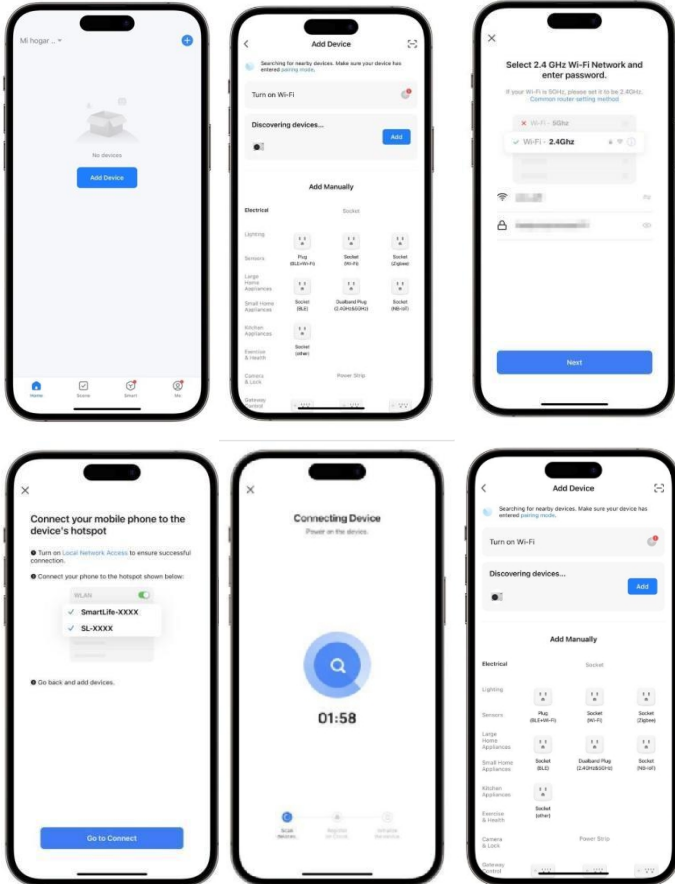 Mi hogar ...
No devices
Add Device
Home
Scene
Smart
Me
Add Device
Searching for nearby devices. Make sure your device has
entered pairing mode.
Turn on Wi-Fi
Discovering devices...
Add
Add Manually
Electrical
Socket
Lighting
Sensors
Large
Home
Appliances
Small Home
Appliances
Kitchen
Appliances
Exercise
& Health
Camera
& Lock
Gateway
Control
Plug
(BLE+Wi-Fi)
Socket
(Wi-Fi)
Socket
(Zigbee)
Socket
(BLE)
Dualband Plug
(2.4GHz&5GHz)
Socket
(NB-IoT)
Socket
(other)
Power Strip
Select 2.4 GHz Wi-Fi Network and
enter password.
If your Wi-Fi is 5GHz, please set it to be 2.4GHz.
Common router setting method
Wi-Fi - 5Ghz
Wi-Fi - 2.4Ghz
Next
Connect your mobile phone to the
device's hotspot
Turn on Local Network Access to ensure successful
connection.
Connect your phone to the hotspot shown below:
WLAN
SmartLife-XXXX
SL-XXXX
Go back and add devices.
Go to Connect
Connecting Device
Power on the device.
01:58
Scan
devices.
Register
on Cloud.
Initialize
the device.
Add Device
Searching for nearby devices. Make sure your device has
entered pairing mode.
Turn on Wi-Fi
Discovering devices...
Add
Add Manually
Electrical
Socket
Lighting
Sensors
Large
Home
Appliances
Small Home
Appliances
Kitchen
Appliances
Exercise
& Health
Camera
& Lock
Gateway
Control
Plug
(BLE+Wi-Fi)
Socket
(Wi-Fi)
Socket
(Zigbee)
Socket
(BLE)
Dualband Plug
(2.4GHz&5GHz)
Socket
(NB-IoT)
Socket
(other)
Power Strip